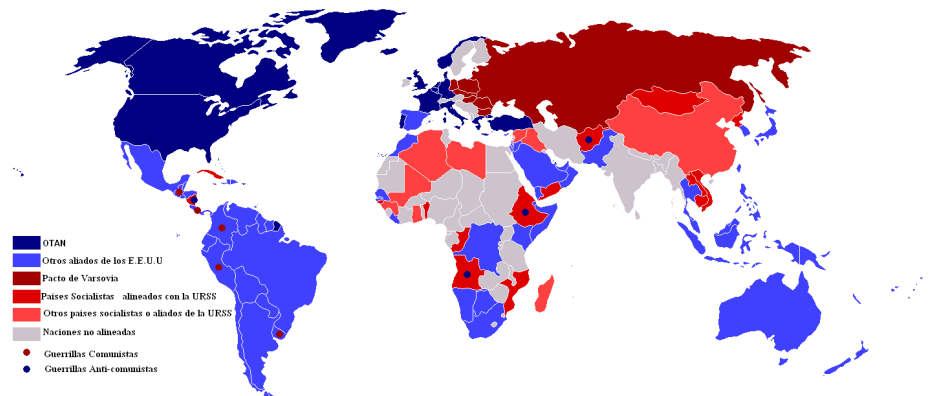 OTAN
Otros aliados de los E.E.U.U
Pacto de Varsovia
Paises Socialistas alineados con la URSS
Otros paises socialistas o aliados de la URSS
Naciones no alineadas
Guerrillas Comunistas
Guerrillas Anti-comunistas